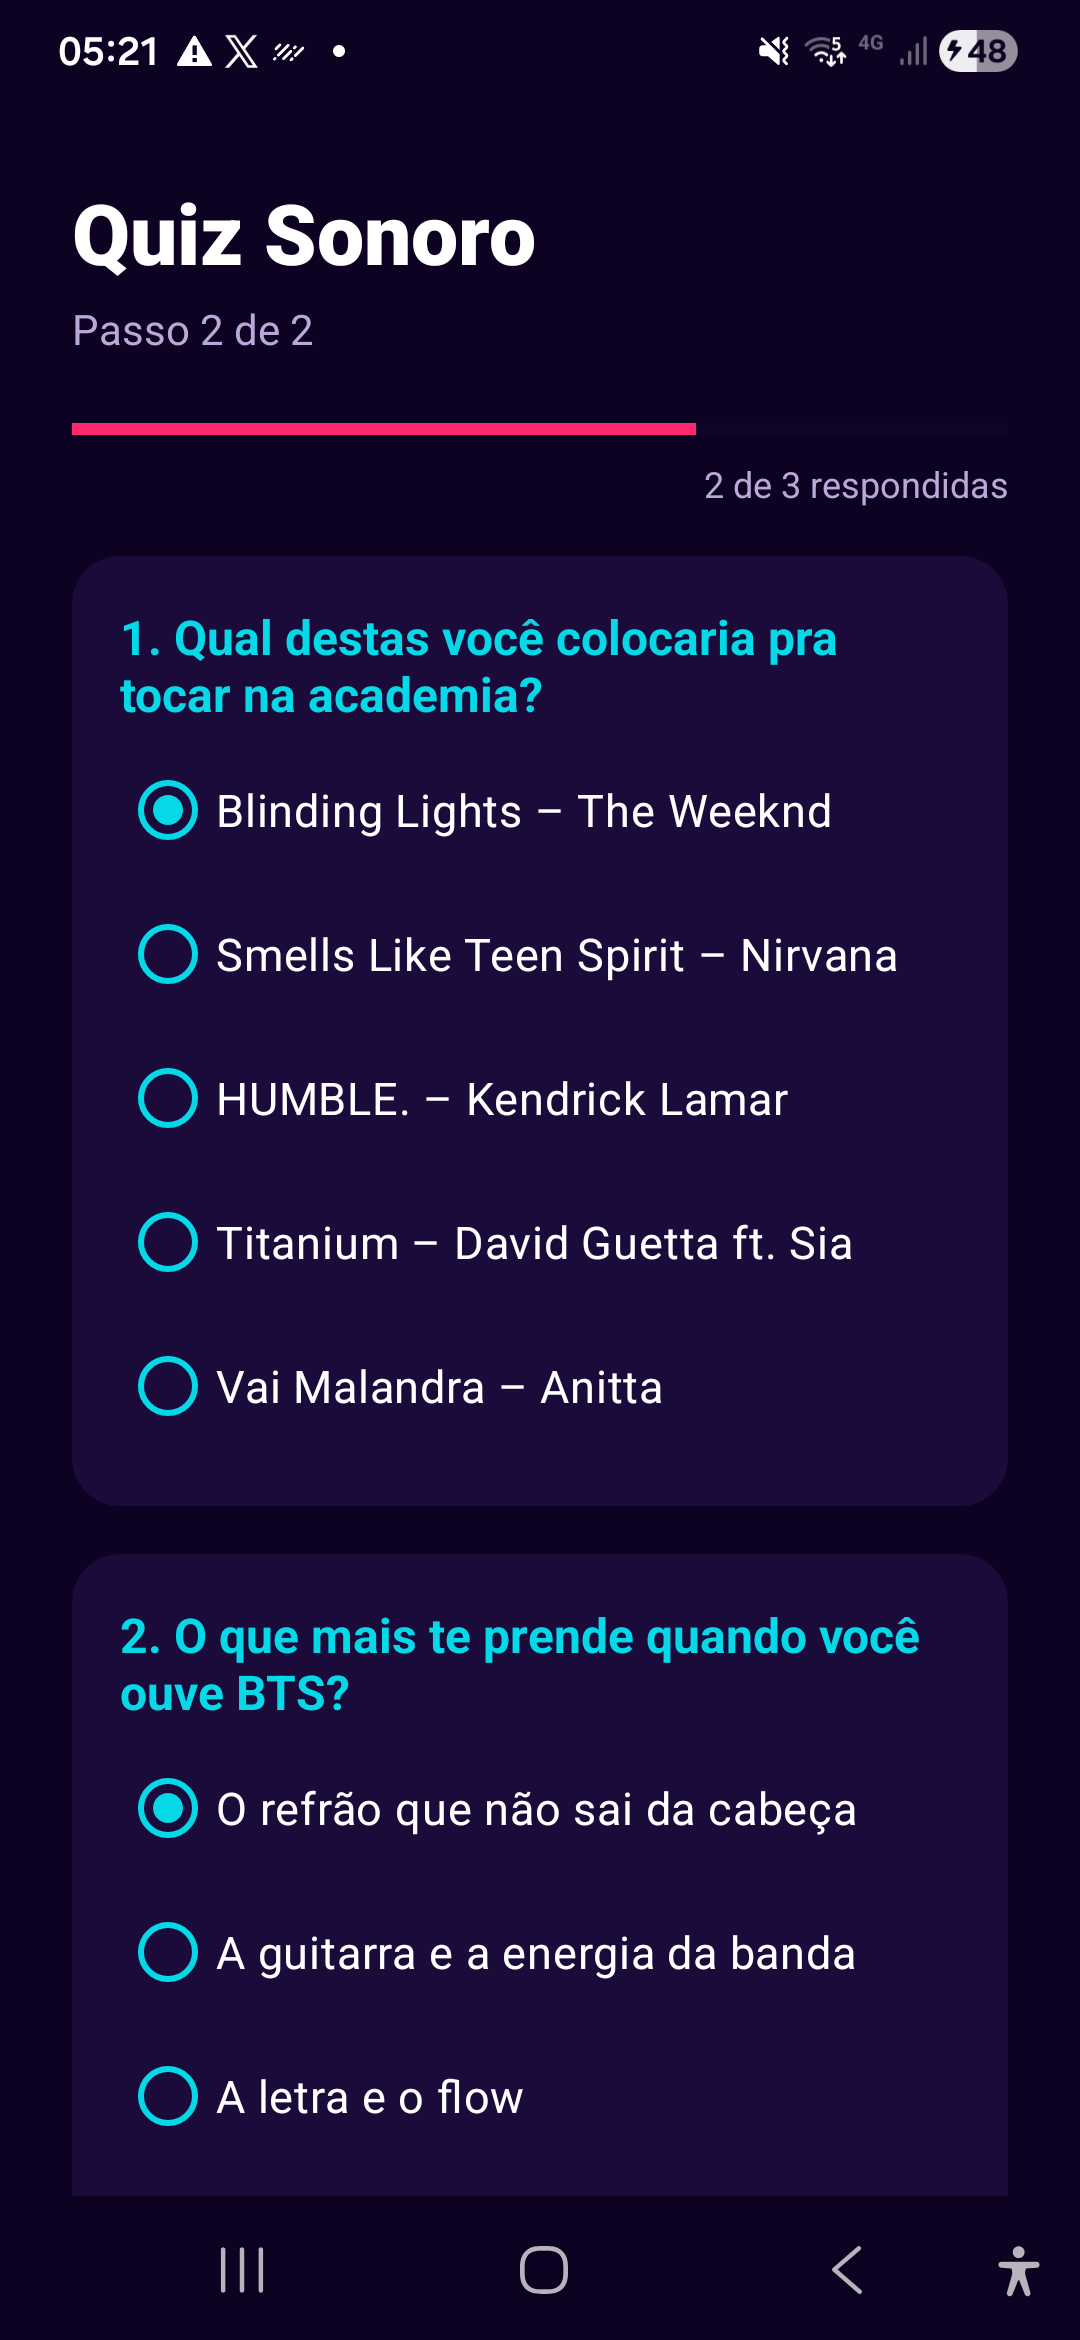 05:21
4G
48
Quiz Sonoro
Passo 2 de 2
2 de 3 respondidas
1. Qual destas você colocaria pra
tocar na academia?
Blinding Lights – The Weeknd
Smells Like Teen Spirit – Nirvana
HUMBLE. – Kendrick Lamar
Titanium – David Guetta ft. Sia
Vai Malandra – Anitta
2. O que mais te prende quando você
ouve BTS?
O refrão que não sai da cabeça
A guitarra e a energia da banda
A letra e o flow